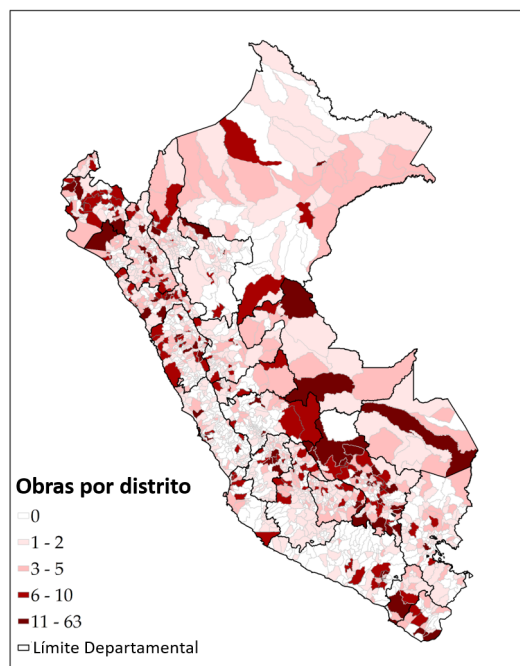 Obras por distrito
0
1 - 2
3 - 5
6 - 10
11 - 63
Límite Departamental